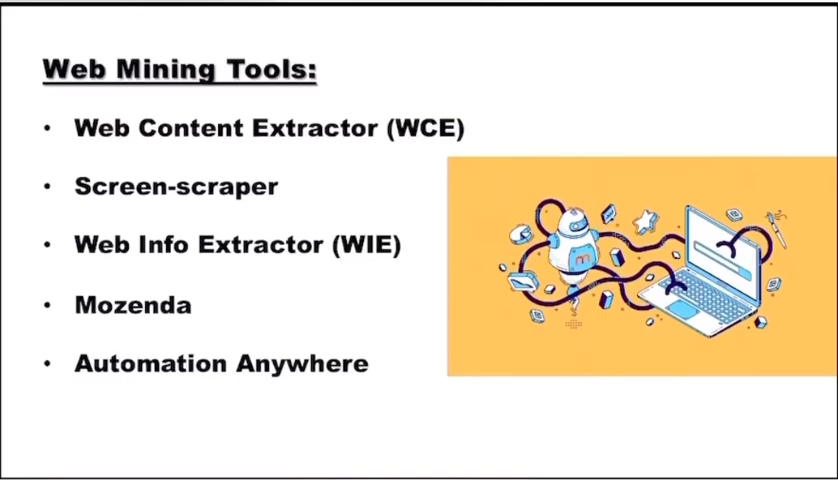 Web Mining Tools:
• Web Content Extractor (WCE)
• Screen-scraper
• Web Info Extractor (WIE)
• Mozenda
• Automation Anywhere
m